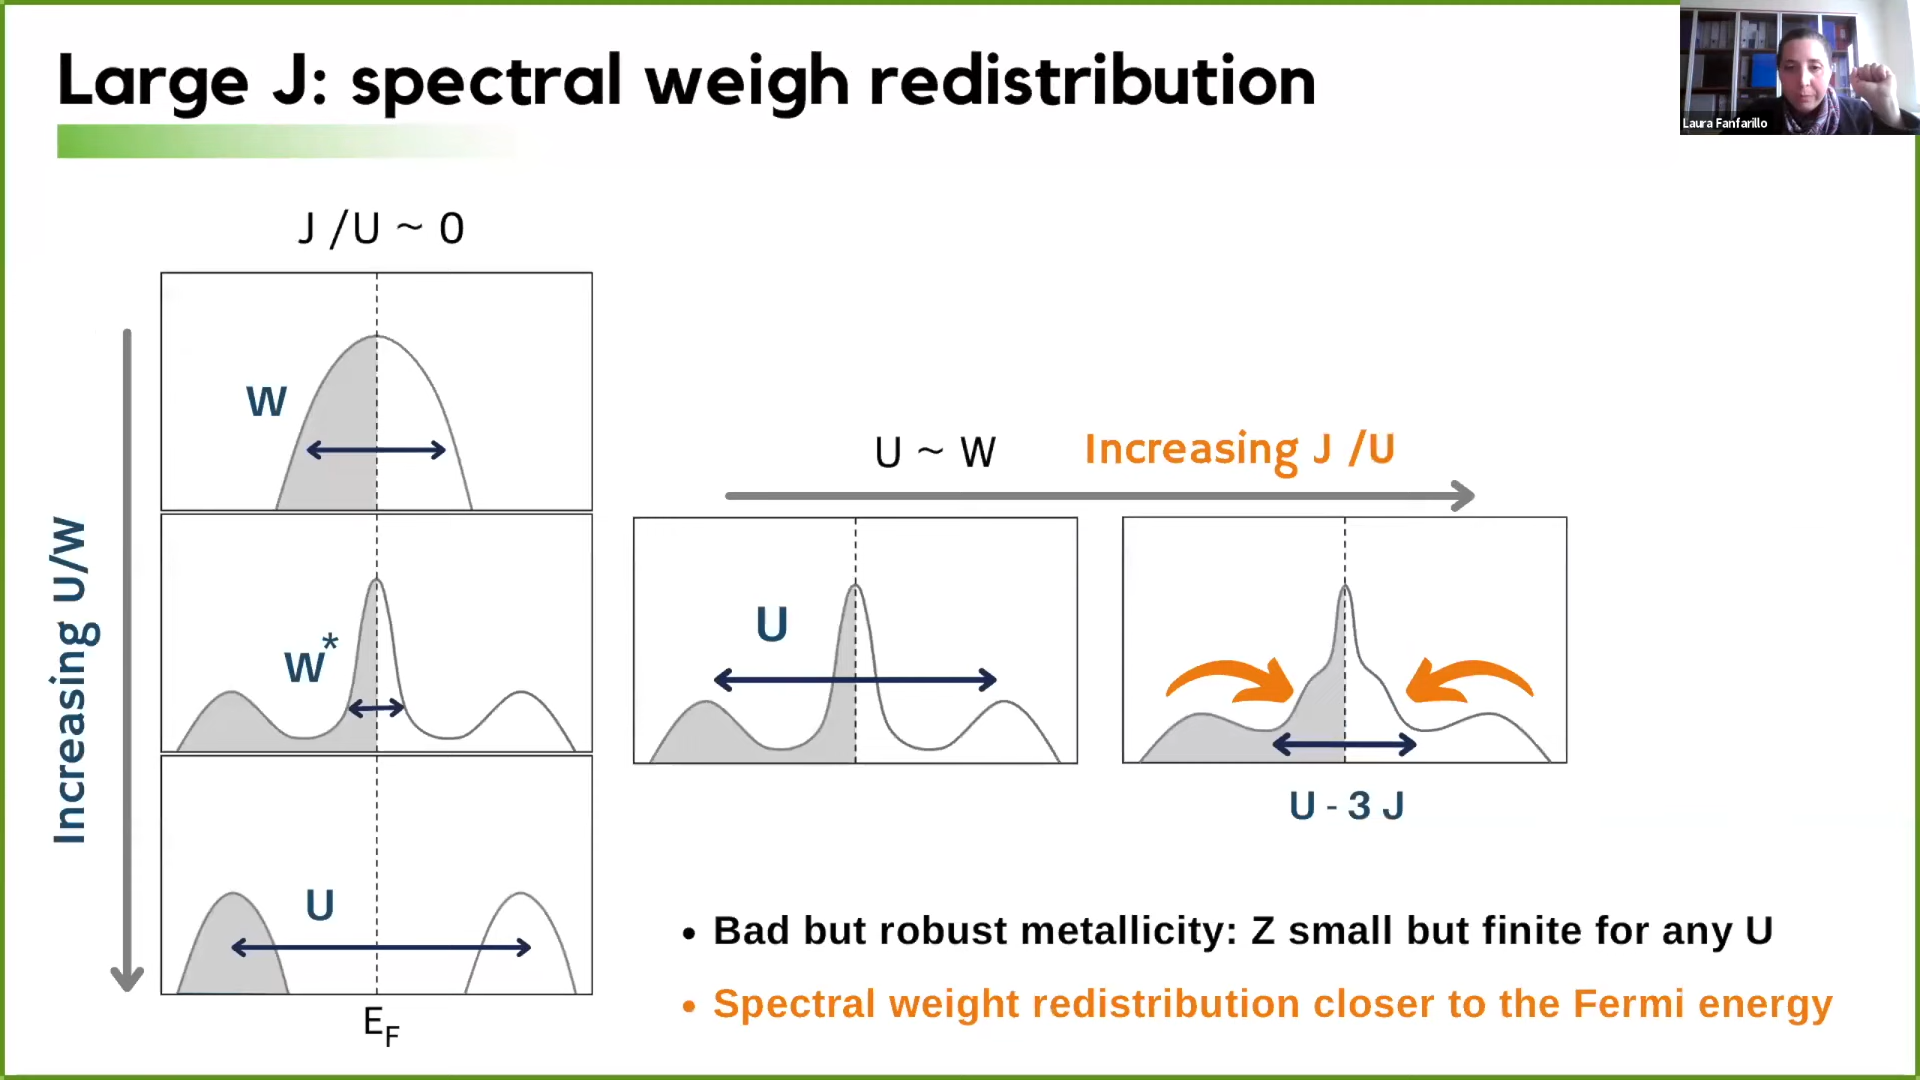 Large J: spectral weigh redistribution
Laura Fanfarillo
J /U ~ 0
Increasing U/W
W
W*
U
E_F
U ~ W
Increasing J /U
U
U - 3 J
• Bad but robust metallicity: Z small but finite for any U
• Spectral weight redistribution closer to the Fermi energy